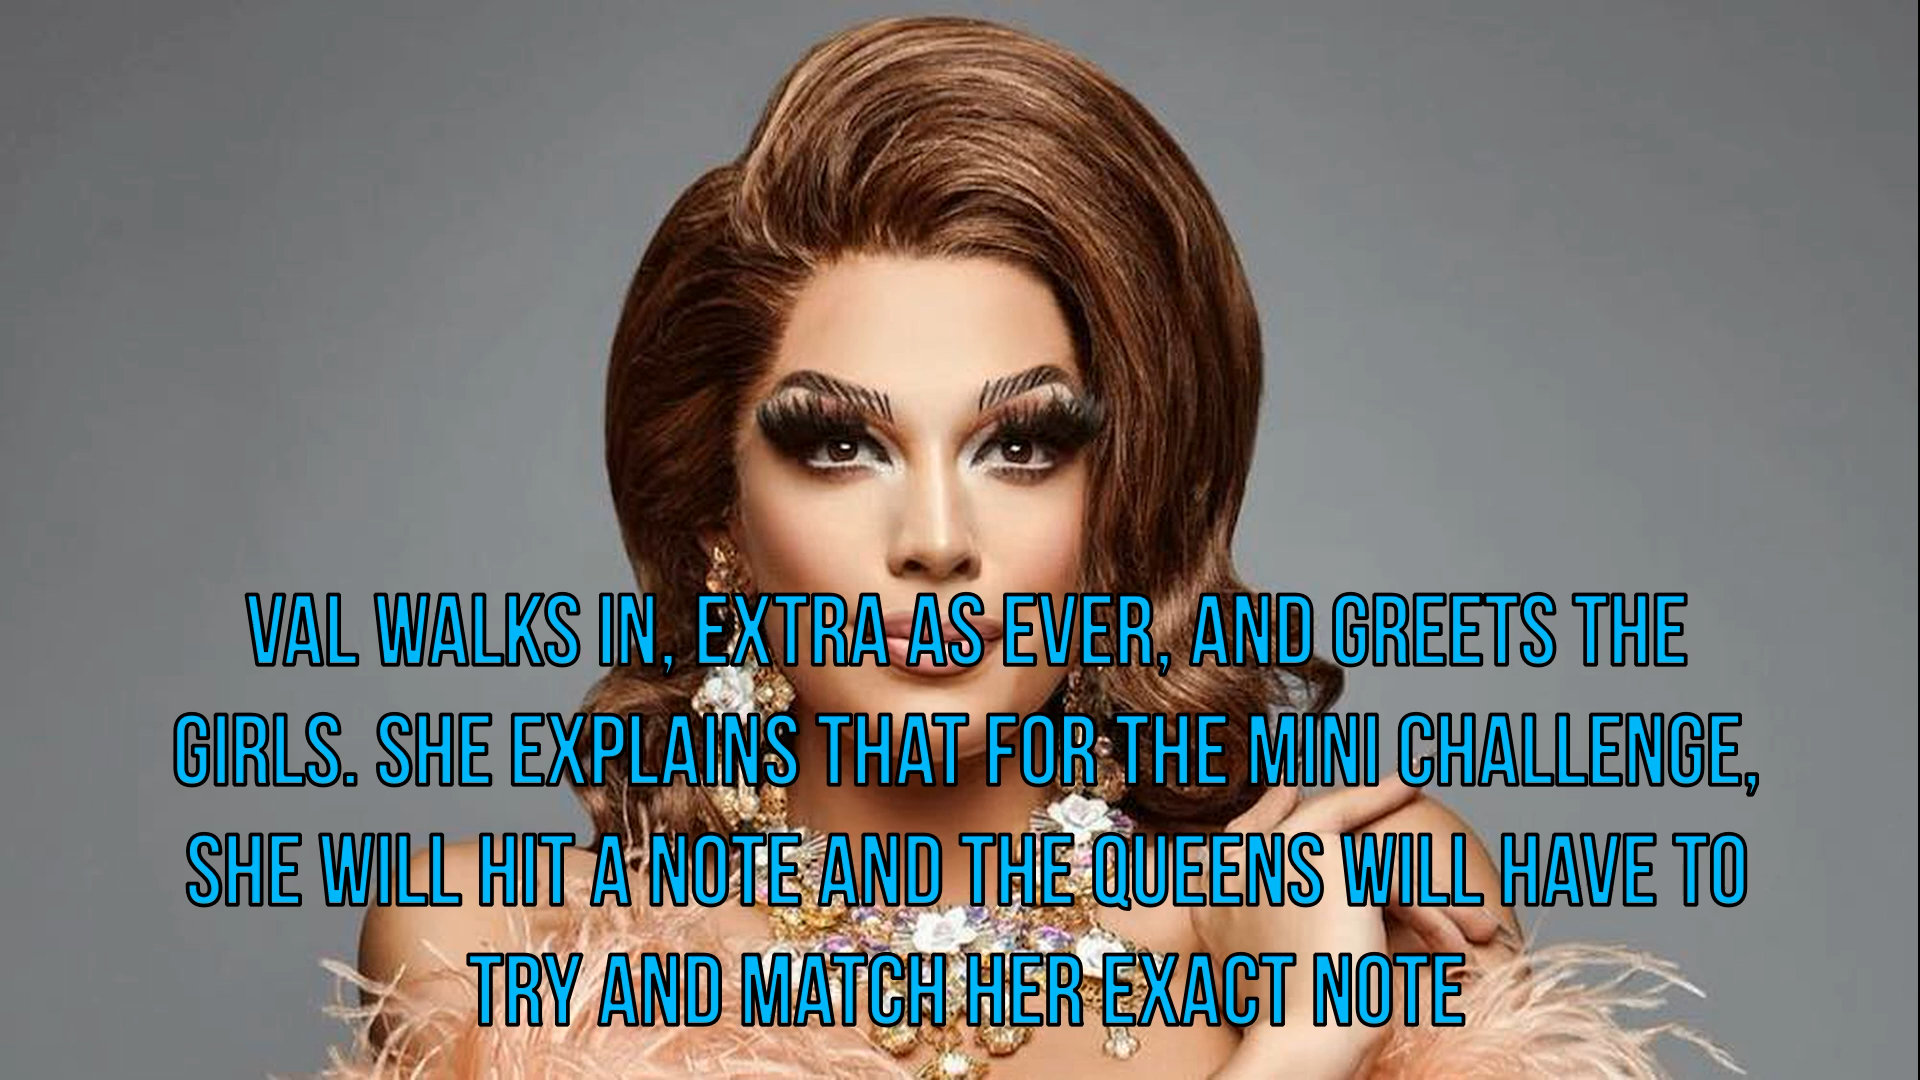 VAL WALKS IN, EXTRA AS EVER, AND GREETS THE
GIRLS. SHE EXPLAINS THAT FOR THE MINI CHALLENGE,
SHE WILL HIT A NOTE AND THE QUEENS WILL HAVE TO
TRY AND MATCH HER EXACT NOTE